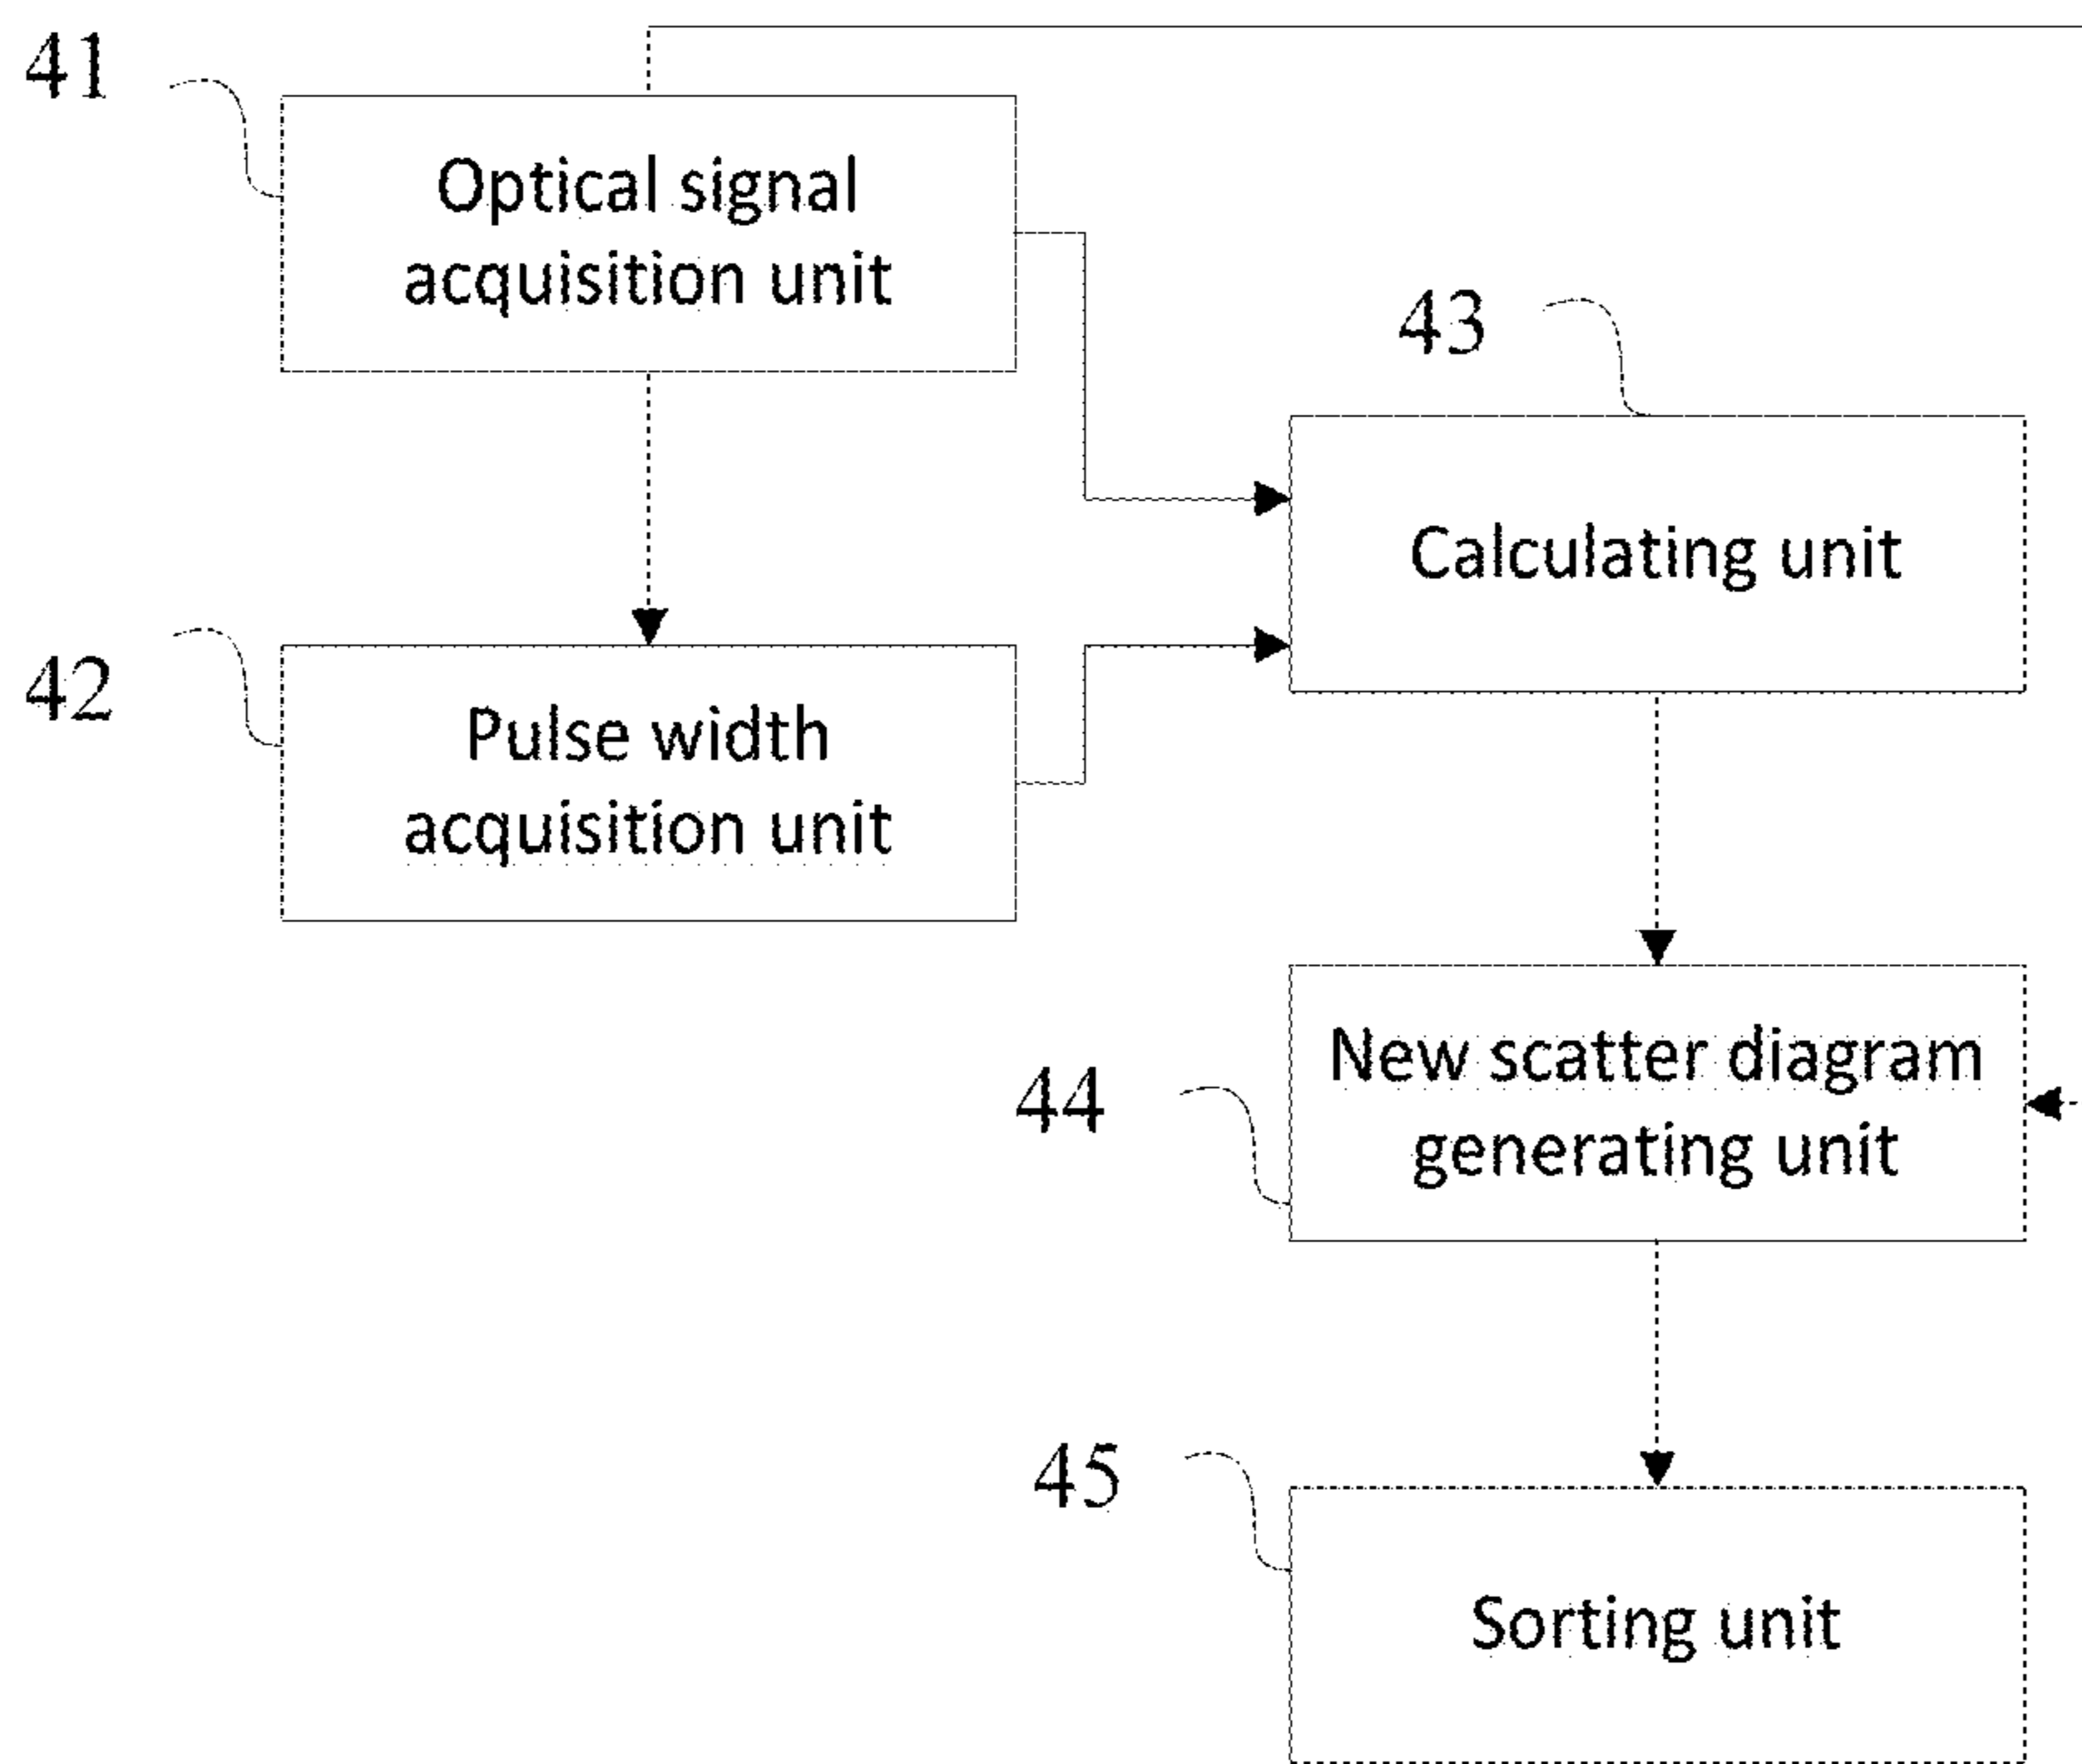 41
Optical signal
acquisition unit
43
Calculating unit
42
Pulse width
acquisition unit
44
New scatter diagram
generating unit
45
Sorting unit